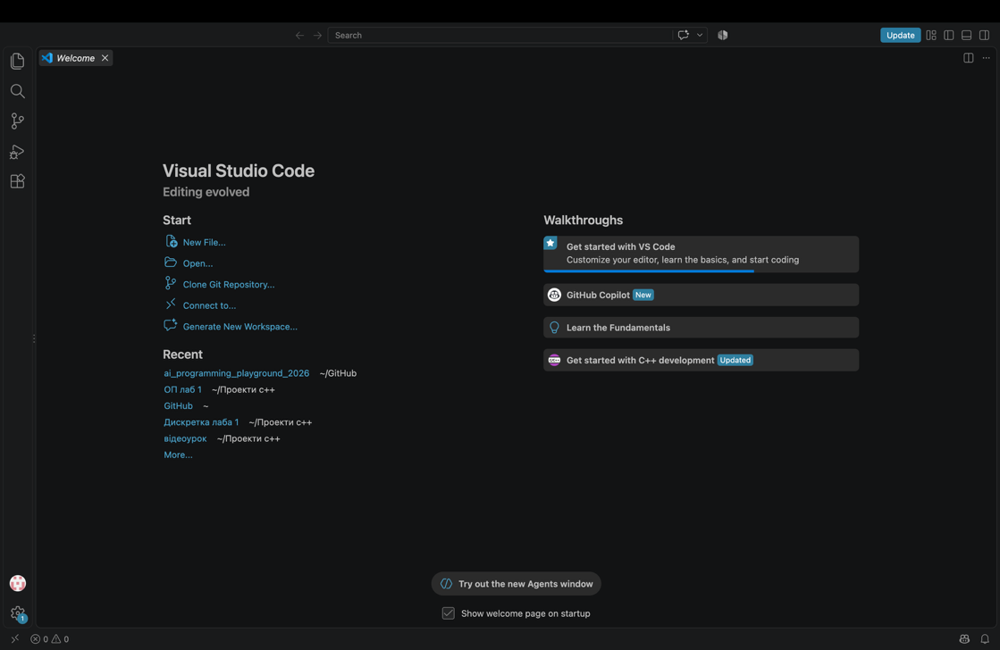 Search
Update
Welcome
Visual Studio Code
Editing evolved
Start
New File...
Open...
Clone Git Repository...
Connect to...
Generate New Workspace...
Recent
ai_programming_playground_2026 ~/GitHub
ОП лаб 1 ~/Проекти с++
GitHub ~
Дискретка лаба 1 ~/Проекти с++
відеоурок ~/Проекти с++
More...
Walkthroughs
Get started with VS Code
Customize your editor, learn the basics, and start coding
GitHub Copilot New
Learn the Fundamentals
Get started with C++ development Updated
Try out the new Agents window
Show welcome page on startup
1
0 0